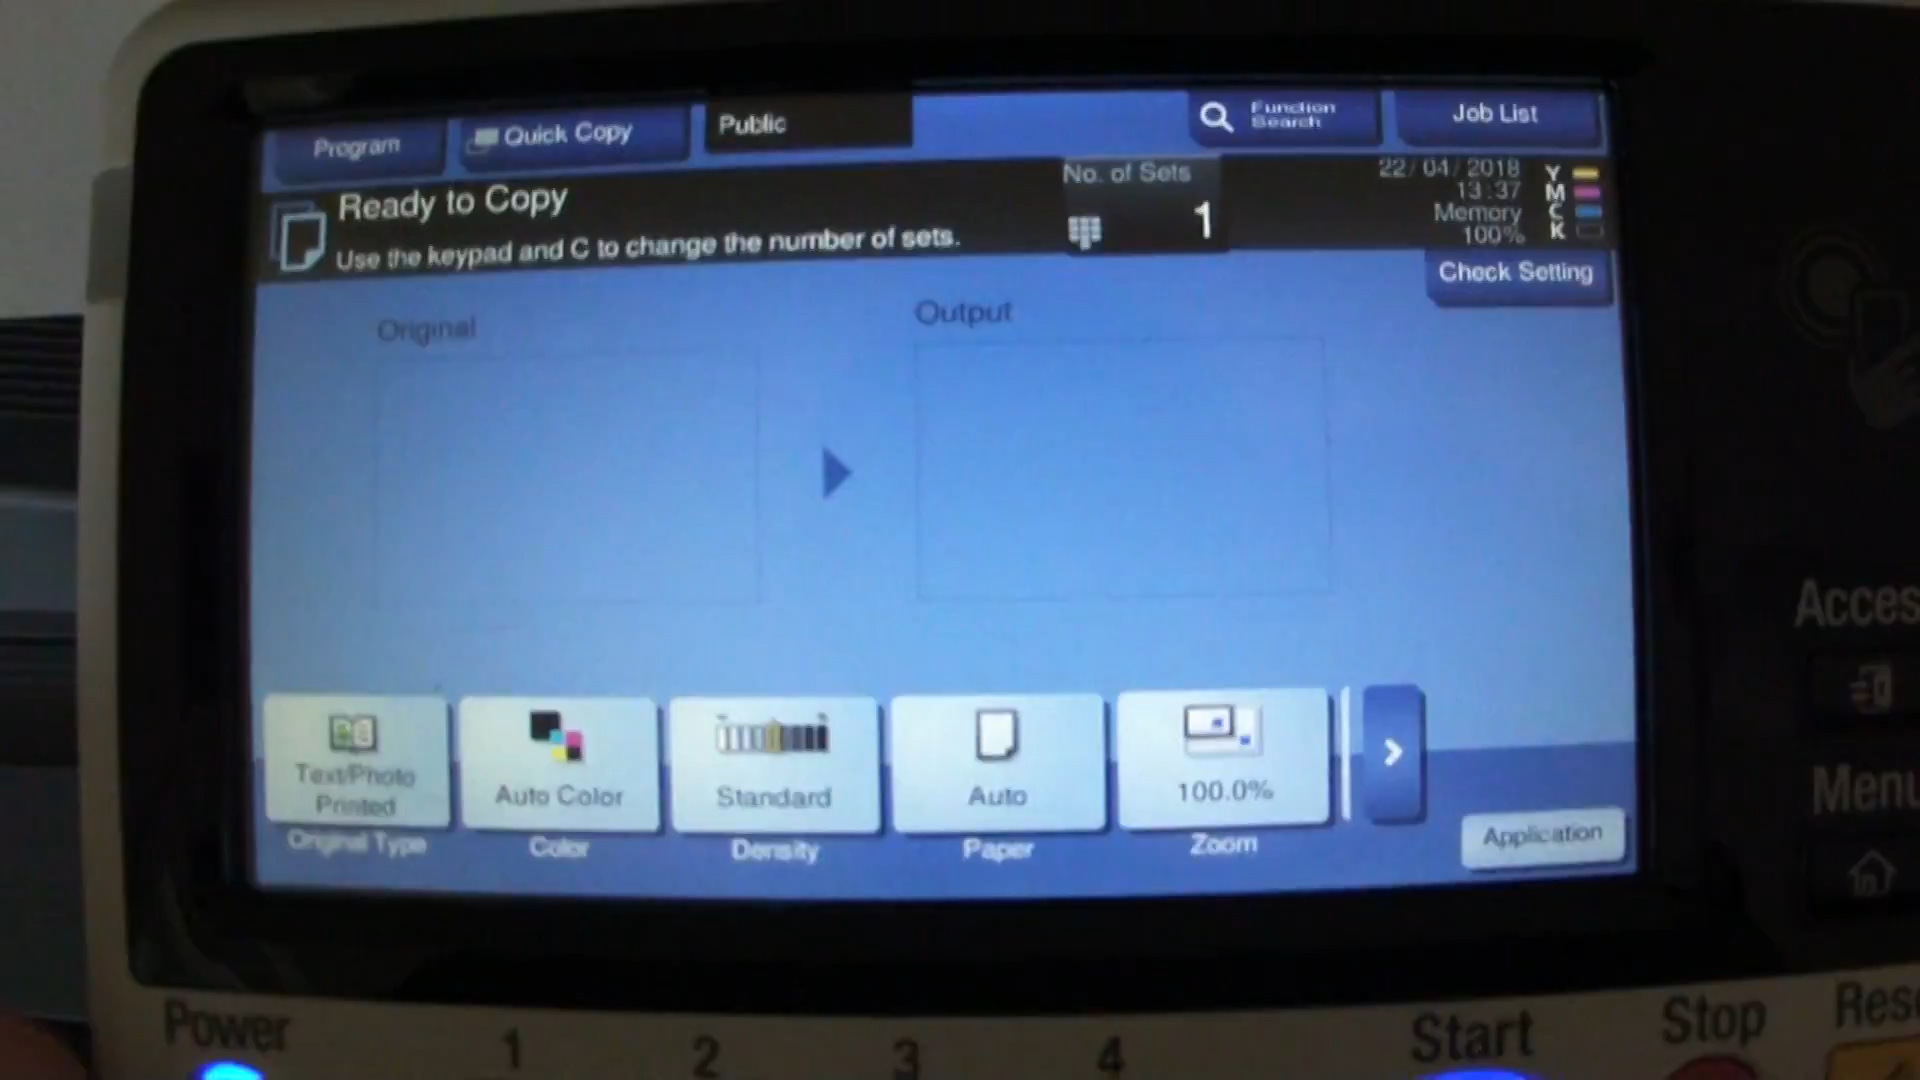 Program
Quick Copy
Public
Function Search
Job List
Ready to Copy
Use the keypad and C to change the number of sets.
No. of Sets
1
22/04/2018
13:37
Memory
100%
Y
M
C
K
Check Setting
Original
Output
Text/Photo
Printed
Original Type
Auto Color
Color
Standard
Density
Auto
Paper
100.0%
Zoom
Application
Acces
Menu
Power
1
2
3
4
Start
Stop
Res